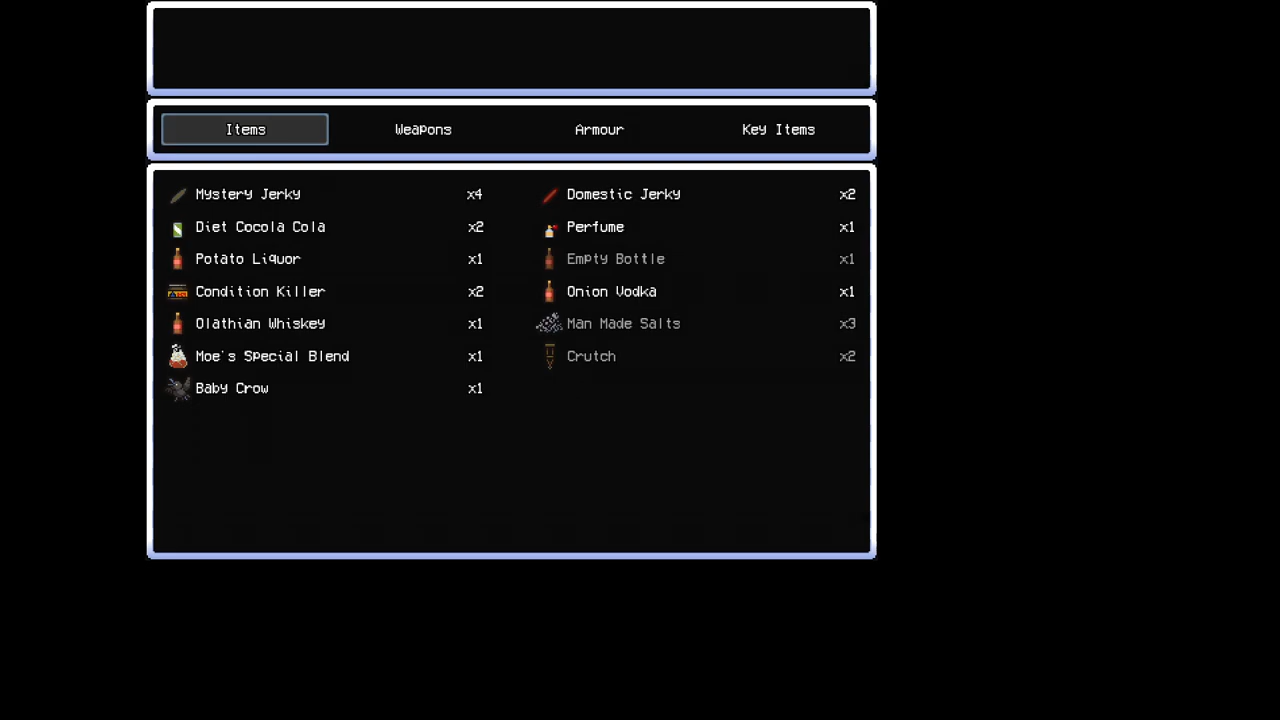 Items Weapons Armour Key Items
Mystery Jerky x4 Domestic Jerky x2
Diet Cocola Cola x2 Perfume x1
Potato Liquor x1 Empty Bottle x1
Condition Killer x2 Onion Vodka x1
Olathian Whiskey x1 Man Made Salts x3
Moe's Special Blend x1 Crutch x2
Baby Crow x1